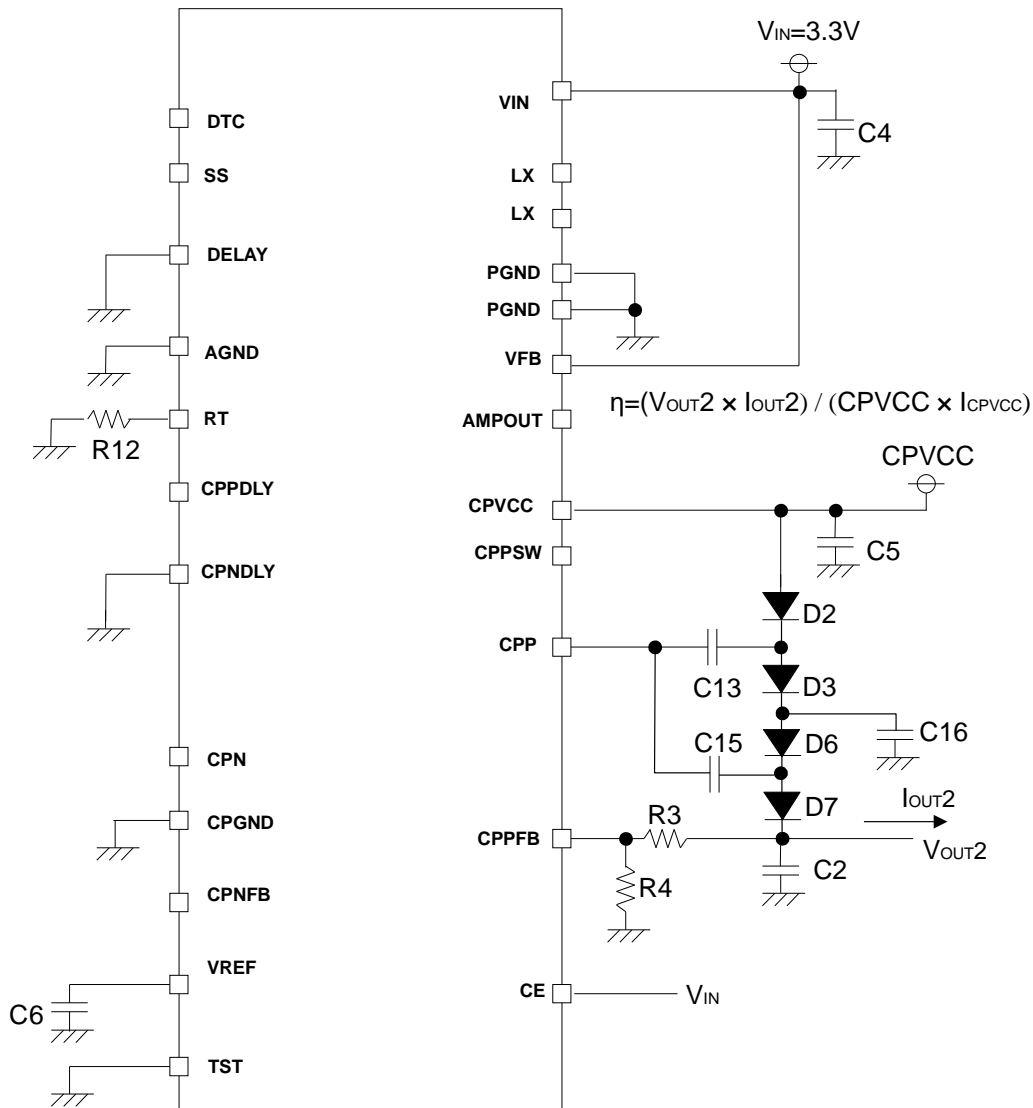 VIN=3.3V
VIN
C4
DTC
SS
LX
LX
DELAY
PGND
PGND
AGND
VFB
η=(VOUT2 × IOUT2) / (CPVCC × ICPVCC)
RT
AMPOUT
R12
CPVCC
CPPDLY
CPVCC
C5
CPPSW
CPNDLY
D2
CPP
C13
D3
C15
D6
C16
CPN
D7
IOUT2
R3
CPGND
CPPFB
VOUT2
C2
R4
CPNFB
VREF
CE
VIN
C6
TST